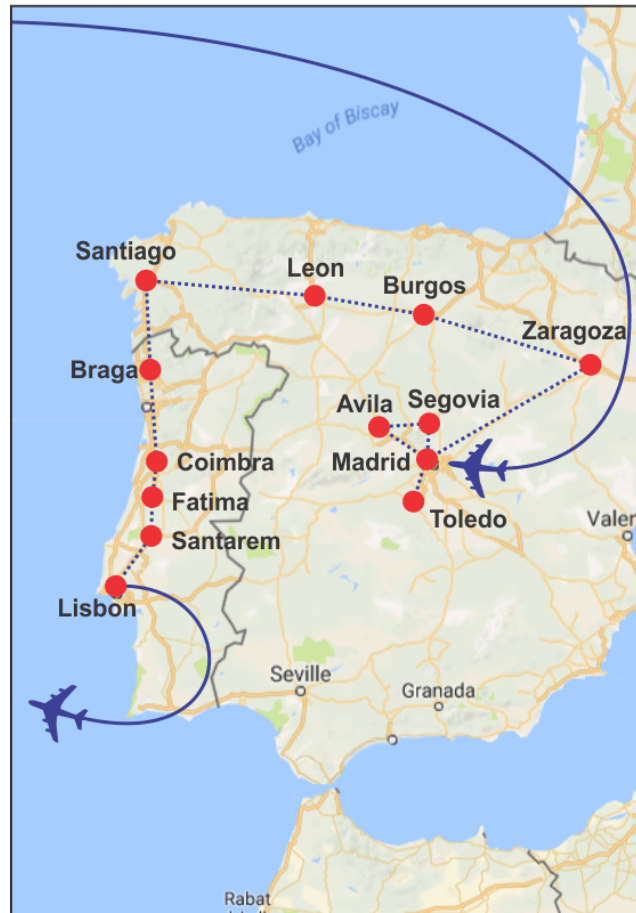 Bay of Biscay
Santiago
Leon
Burgos
Zaragoza
Braga
Avila
Segovia
Madrid
Coimbra
Fatima
Toledo
Santarem
Valen
Lisbon
Seville
Granada
Rabat